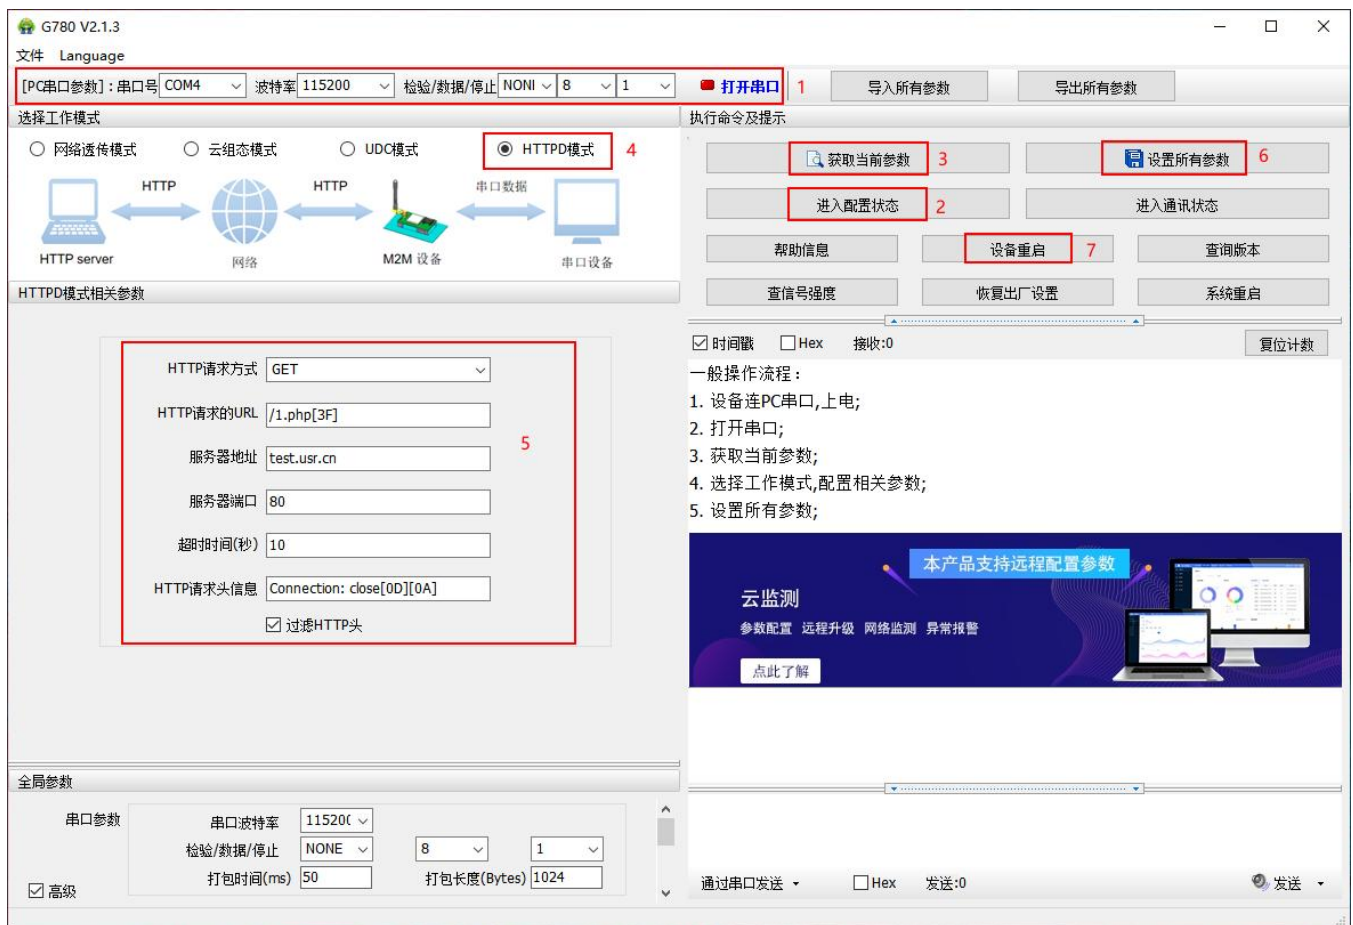 G780 V2.1.3
文件 Language
[PC串口参数]：串口号 COM4 波特率 115200 检验/数据/停止 NONI 8 1 打开串口 1 导入所有参数 导出所有参数
选择工作模式
网络透传模式 云组态模式 UDC模式 HTTPD模式 4
HTTP HTTP 串口数据
HTTP server 网络 M2M 设备 串口设备
HTTPD模式相关参数
HTTP请求方式 GET
HTTP请求的URL /1.php[3F]
5
服务器地址 test.usr.cn
服务器端口 80
超时时间(秒) 10
HTTP请求头信息 Connection: close[0D][0A]
过滤HTTP头
全局参数
串口参数 串口波特率 11520(
检验/数据/停止 NONE 8 1
打包时间(ms) 50 打包长度(Bytes) 1024
高级
执行命令及提示
获取当前参数 3 设置所有参数 6
进入配置状态 2 进入通讯状态
帮助信息 设备重启 7 查询版本
查信号强度 恢复出厂设置 系统重启
时间戳 Hex 接收:0 复位计数
一般操作流程：
1. 设备连PC串口,上电;
2. 打开串口;
3. 获取当前参数;
4. 选择工作模式,配置相关参数;
5. 设置所有参数;
本产品支持远程配置参数
云监测
参数配置 远程升级 网络监测 异常报警
点此了解
通过串口发送 Hex 发送:0 发送